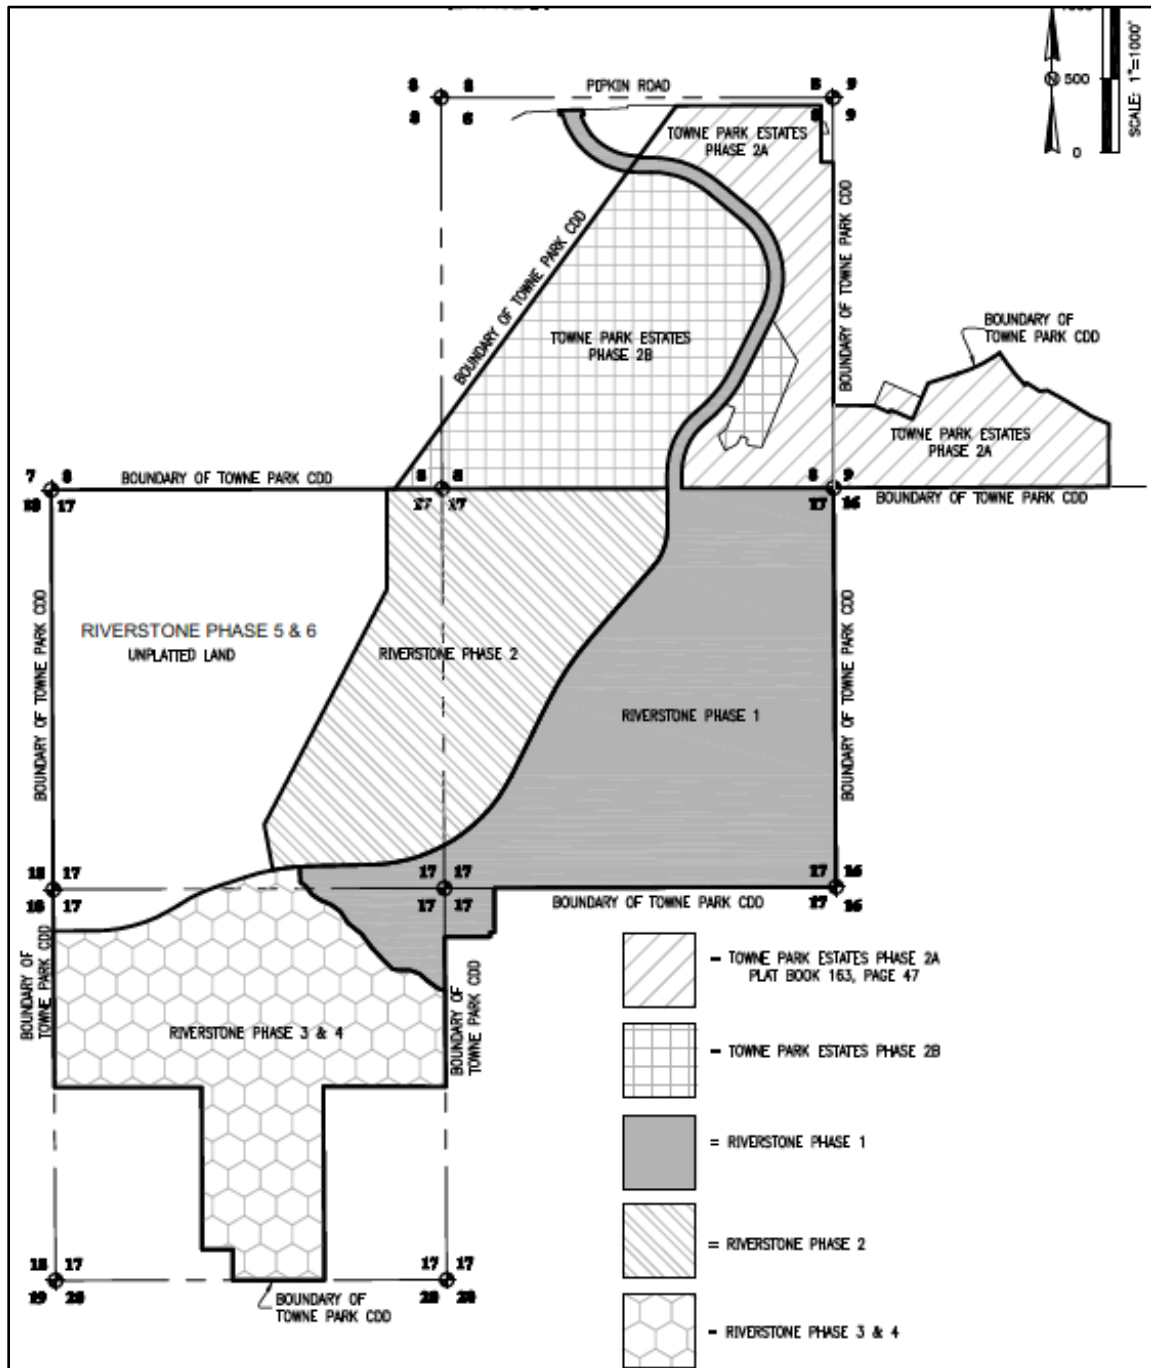 1000
500
0
SCALE: 1"=1000'
N
PIPKIN ROAD
8
8
6
9
8
9
TOWNE PARK ESTATES
PHASE 2A
BOUNDARY OF TOWNE PARK CDD
BOUNDARY OF TOWNE PARK CDD
TOWNE PARK ESTATES
PHASE 2B
BOUNDARY OF
TOWNE PARK CDD
TOWNE PARK ESTATES
PHASE 2A
7 8
18 17
BOUNDARY OF TOWNE PARK CDD
8 8
17 17
8 9
17 16
BOUNDARY OF TOWNE PARK CDD
RIVERSTONE PHASE 5 & 6
UNPLATTED LAND
BOUNDARY OF TOWNE PARK CDD
RIVERSTONE PHASE 2
RIVERSTONE PHASE 1
BOUNDARY OF TOWNE PARK CDD
18 17
18 17
17 17
17 17
17 16
17 16
BOUNDARY OF TOWNE PARK CDD
BOUNDARY OF
TOWNE PARK CDD
BOUNDARY OF
TOWNE PARK CDD
RIVERSTONE PHASE 3 & 4
18 17
19 20
17 17
20 20
BOUNDARY OF
TOWNE PARK CDD
- TOWNE PARK ESTATES PHASE 2A
PLAT BOOK 163, PAGE 47
- TOWNE PARK ESTATES PHASE 2B
= RIVERSTONE PHASE 1
= RIVERSTONE PHASE 2
- RIVERSTONE PHASE 3 & 4